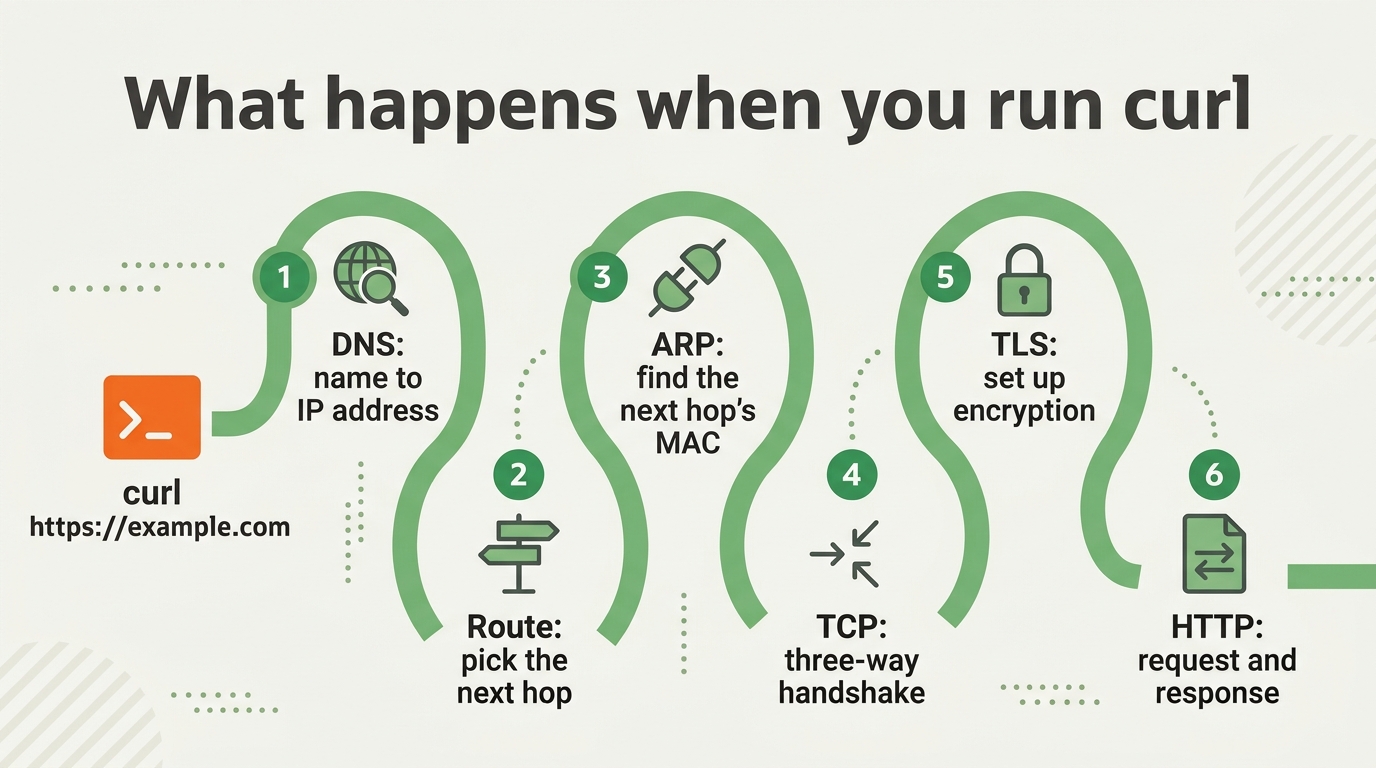 What happens when you run curl
>_
curl
https://example.com
1
DNS:
name to
IP address
2
Route:
pick the
next hop
3
ARP:
find the
next hop's
MAC
4
TCP:
three-way
handshake
5
TLS:
set up
encryption
6
HTTP:
request and
response